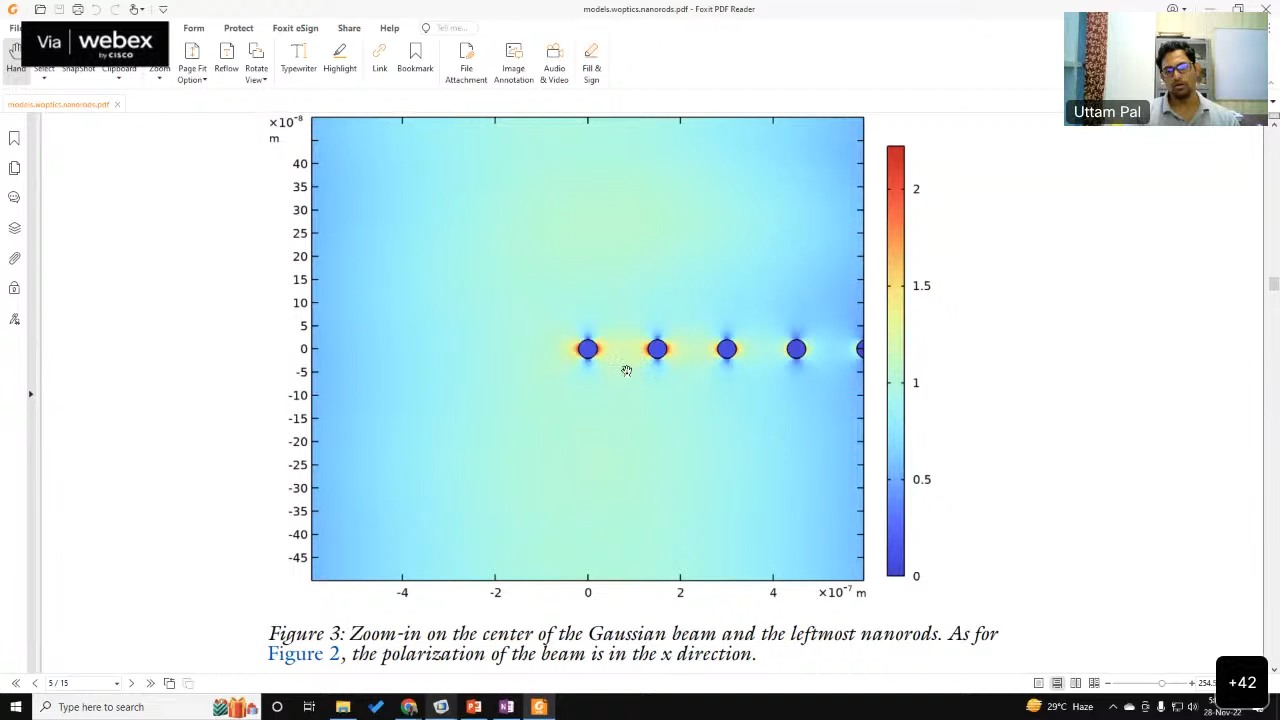 models.woptics.nanorods.pdf - Foxit PDF Reader
Via webex
by CISCO
Form Protect Foxit eSign Share Help Tell me...
Hand Select SnapShot Clipboard Zoom Page Fit Option Reflow Rotate View Typewriter Highlight Link Bookmark File Attachment Image Annotation Audio & Video Fill & Sign
models.woptics.nanorods.pdf
Uttam Pal
×10⁻⁸
m
40
35
30
25
20
15
10
5
0
-5
-10
-15
-20
-25
-30
-35
-40
-45
-4 -2 0 2 4 ×10⁻⁷ m
2
1.5
1
0.5
0
Figure 3: Zoom-in on the center of the Gaussian beam and the leftmost nanorods. As for
Figure 2, the polarization of the beam is in the x direction.
5 / 15
+42
Type here to search
29°C Haze
28-Nov-22